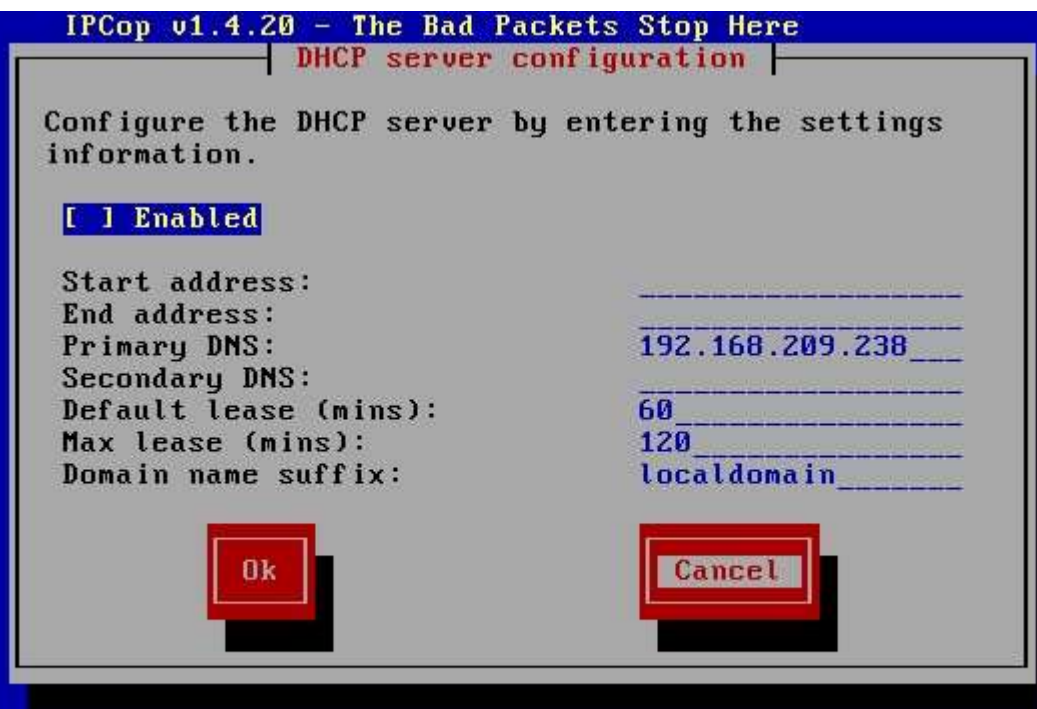 IPCop v1.4.20 - The Bad Packets Stop Here
DHCP server configuration
Configure the DHCP server by entering the settings
information.
[ ] Enabled
Start address:
End address:
Primary DNS: 192.168.209.238
Secondary DNS:
Default lease (mins): 60
Max lease (mins): 120
Domain name suffix: localdomain
Ok Cancel